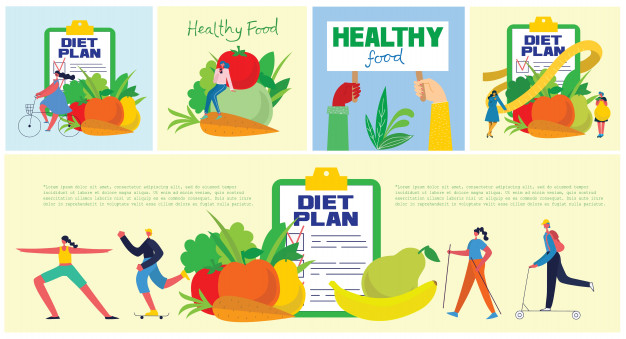 DIET
PLAN
Healthy Food
HEALTHY
food
DIET
PLAN
"Lorem ipsum dolor sit amet, consectetur adipiscing elit, sed do eiusmod tempor
incididunt ut labore et dolore magna aliqua. Ut enim ad minim veniam, quis nostrud
exercitation ullamco laboris nisi ut aliquip ex ea commodo consequat. Duis aute irure
dolor in reprehenderit in voluptate velit esse cillum dolore eu fugiat nulla pariatur.
DIET
PLAN
"Lorem ipsum dolor sit amet, consectetur adipiscing elit, sed do eiusmod tempor
incididunt ut labore et dolore magna aliqua. Ut enim ad minim veniam, quis nostrud
exercitation ullamco laboris nisi ut aliquip ex ea commodo consequat. Duis aute irure
dolor in reprehenderit in voluptate velit esse cillum dolore eu fugiat nulla pariatur.